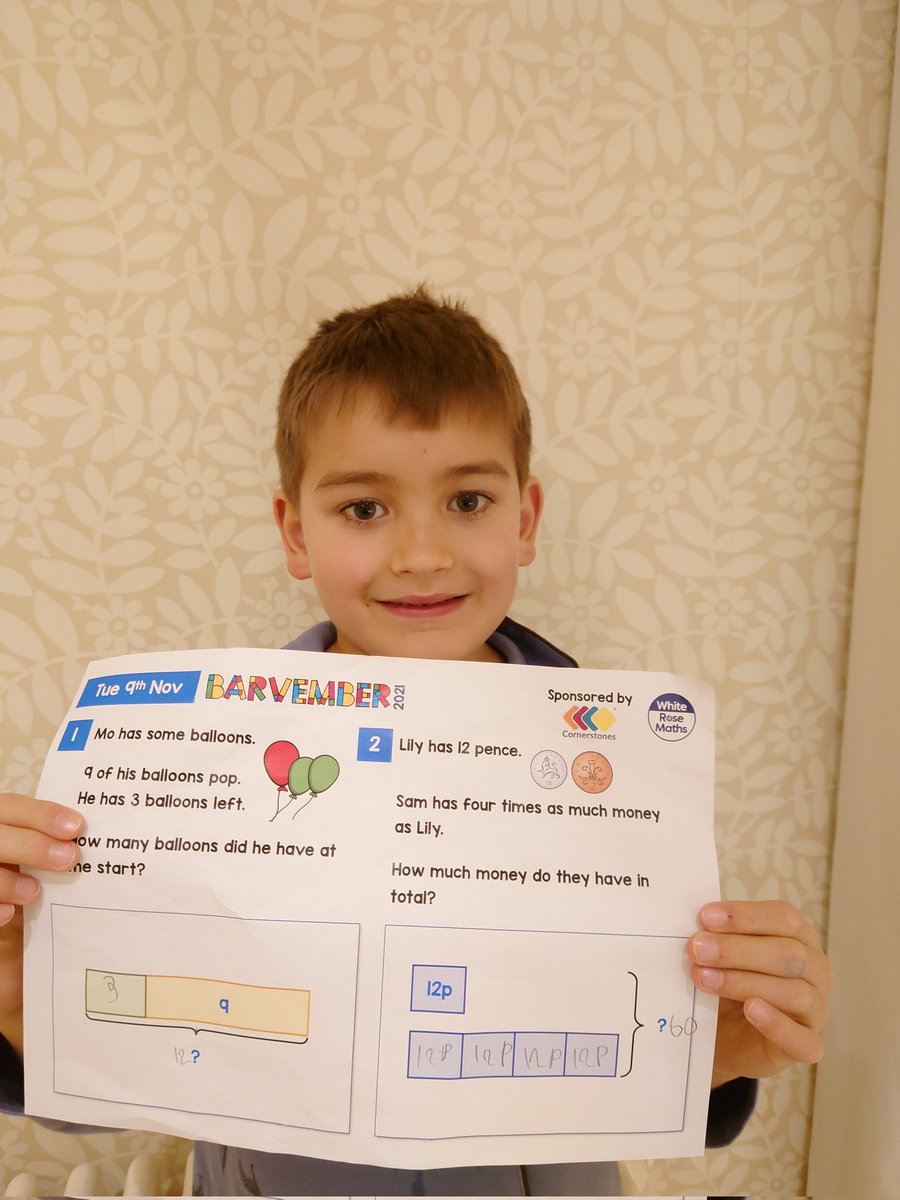 Tue 9th Nov
BARVEMBER 2021
Sponsored by
Cornerstones
White
Rose
Maths
1 Mo has some balloons.
9 of his balloons pop.
He has 3 balloons left.
ow many balloons did he have at
he start?
3 9
12?
2 Lily has 12 pence.
Sam has four times as much money
as Lily.
How much money do they have in
total?
12p
12P 12P 12P 12P
? 60